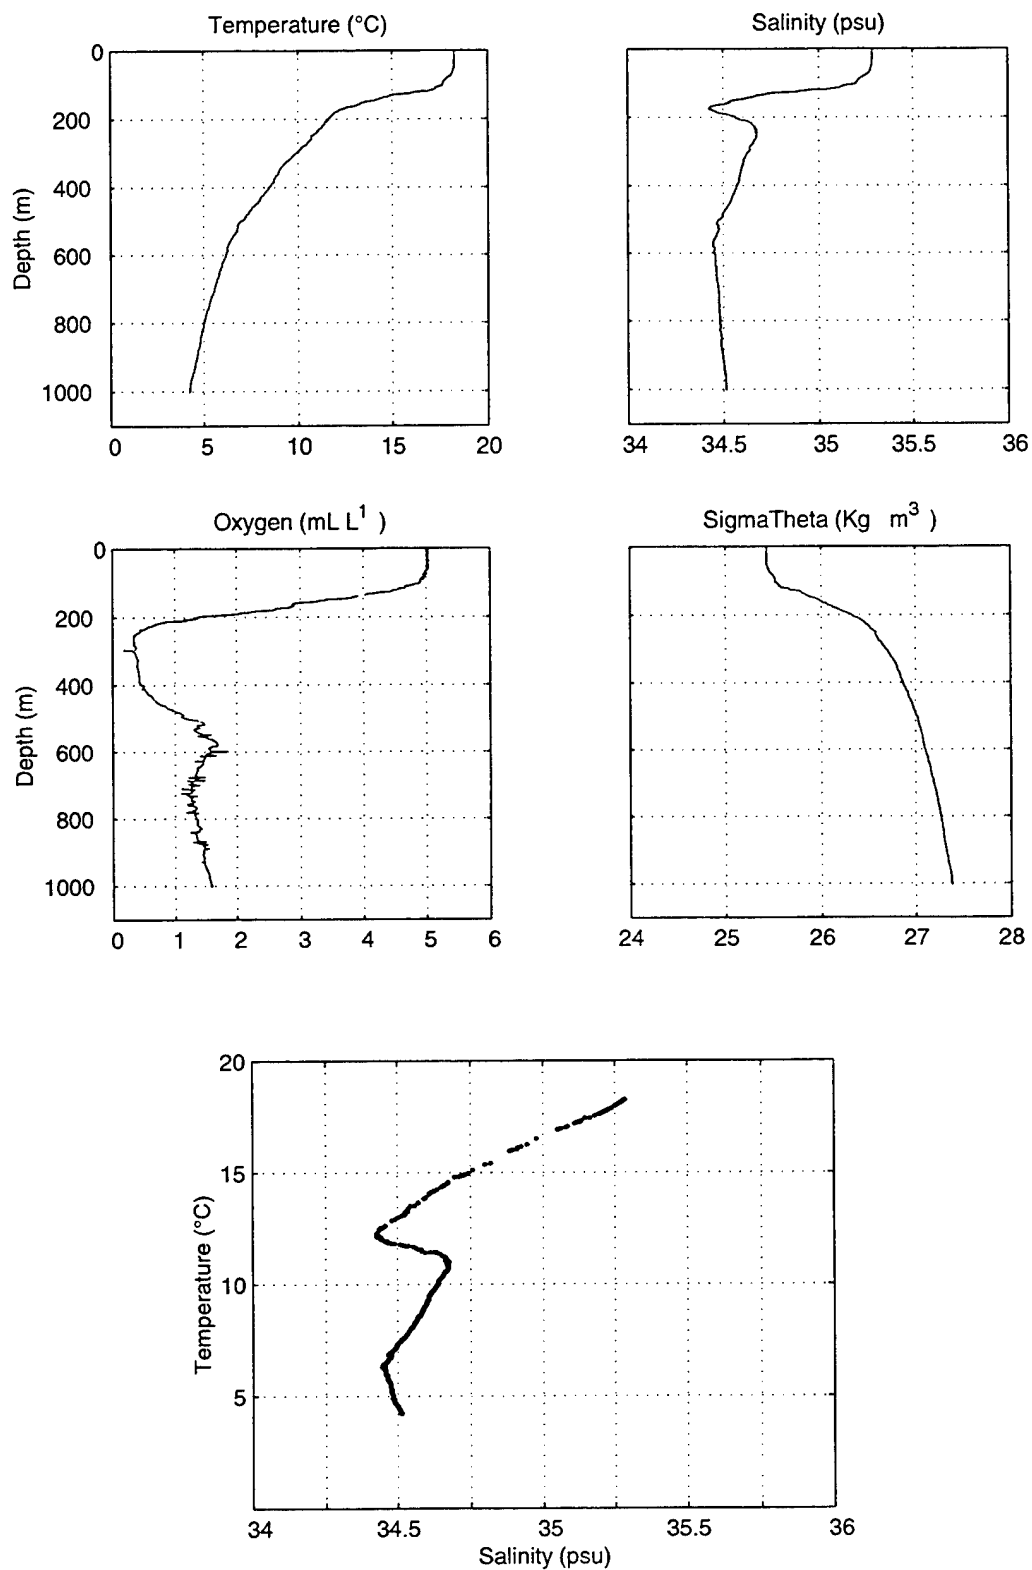 Temperature (°C)
Salinity (psu)
0
200
400
600
800
1000
Depth (m)
0 5 10 15 20
34 34.5 35 35.5 36
Oxygen (mL L1 )
SigmaTheta (Kg m3 )
0
200
400
600
800
1000
Depth (m)
0 1 2 3 4 5 6
24 25 26 27 28
20
15
10
5
Temperature (°C)
34 34.5 35 35.5 36
Salinity (psu)